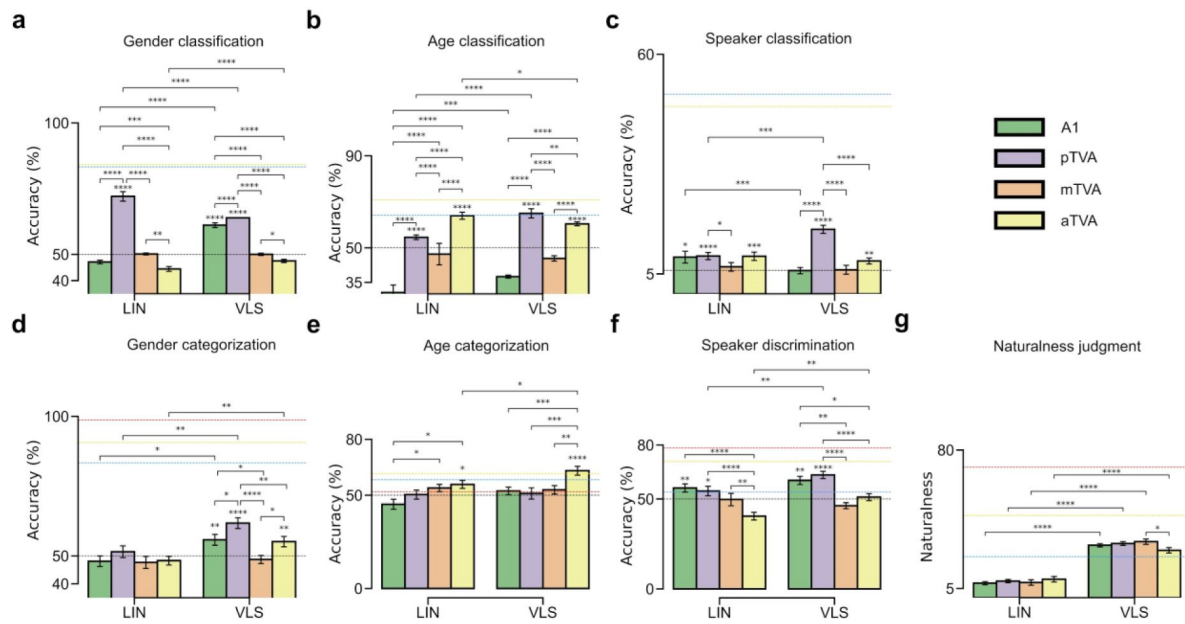 a
Gender classification
Accuracy (%)
100
50
40
LIN
VLS
****
****
****
***
****
****
****
****
****
****
****
****
****
****
****
**
*
b
Age classification
Accuracy (%)
90
50
35
LIN
VLS
*
****
***
****
****
****
****
****
****
****
**
****
****
****
****
****
c
Speaker classification
Accuracy (%)
60
5
LIN
VLS
***
***
****
****
****
*
*
****
***
****
**
A1
pTVA
mTVA
aTVA
d
Gender categorization
Accuracy (%)
100
50
40
LIN
VLS
**
**
*
*
**
*
****
*
**
****
**
e
Age categorization
Accuracy (%)
80
50
0
LIN
VLS
*
***
***
**
*
*
*
****
f
Speaker discrimination
Accuracy (%)
80
50
0
LIN
VLS
**
**
*
**
****
****
****
****
**
**
*
**
****
g
Naturalness judgment
Naturalness
80
5
LIN
VLS
****
****
****
****
*